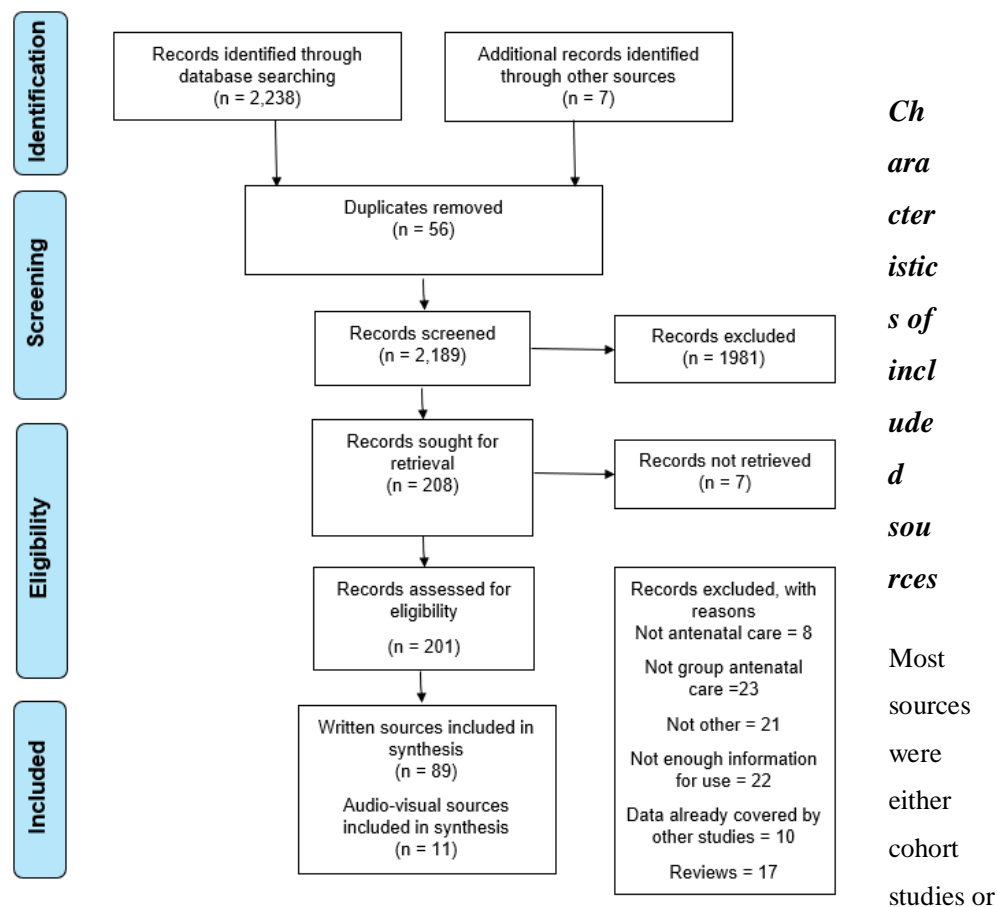 Identification
Records identified through
database searching
(n = 2,238)
Additional records identified
through other sources
(n = 7)
Screening
Duplicates removed
(n = 56)
Records screened
(n = 2,189)
Records excluded
(n = 1981)
Eligibility
Records sought for
retrieval
(n = 208)
Records not retrieved
(n = 7)
Records assessed for
eligibility
(n = 201)
Records excluded, with
reasons
Not antenatal care = 8
Not group antenatal
care =23
Not other = 21
Not enough information
for use = 22
Data already covered by
other studies = 10
Reviews = 17
Included
Written sources included in
synthesis
(n = 89)
Audio-visual sources
included in synthesis
(n = 11)
Ch
ara
cter
istic
s of
incl
ude
d
sou
rces
Most
sources
were
either
cohort
studies or